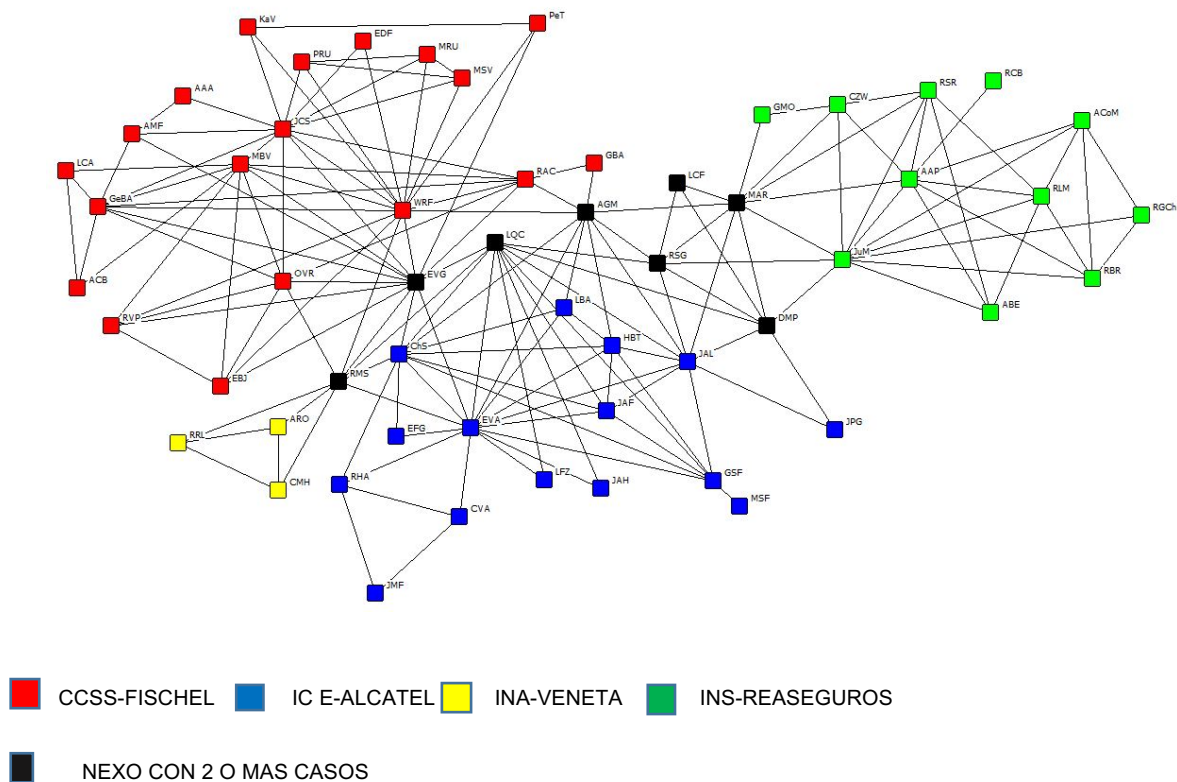 KaV
PeT
EDF
MRU
PRU
MSV
RCB
RSR
AAA
CZW
GMO
ACoM
JCS
AMF
MBV
GBA
LCA
RAC
LCF
AAP
RLM
GeBA
WRF
AGM
MAR
RGCh
LQC
JuM
RSG
ACB
OVR
EVG
RBR
LBA
RVP
DMP
ABE
ChS
HBT
JAL
EBJ
RMS
JAF
ARO
EVA
JPG
RRL
EFG
CMH
RHA
LFZ
JAH
GSF
MSF
CVA
JMF
CCSS-FISCHEL IC E-ALCATEL INA-VENETA INS-REASEGUROS
NEXO CON 2 O MAS CASOS